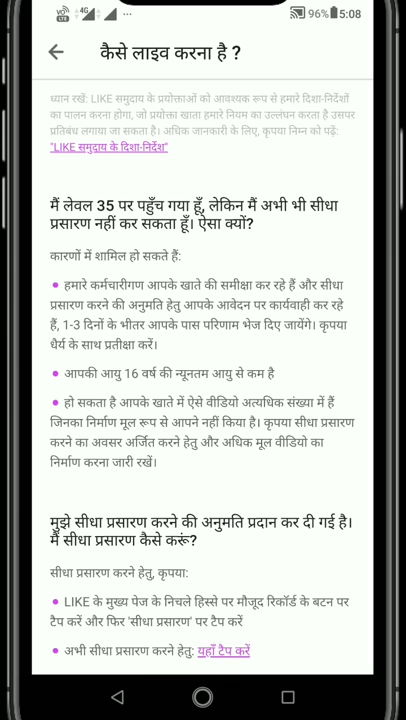 VO)) LTE 4G ... 96% 5:08
कैसे लाइव करना है ?
ध्यान रखें: LIKE समुदाय के प्रयोक्ताओं को आवश्यक रूप से हमारे दिशा-निर्देशों
का पालन करना होगा, जो प्रयोक्ता खाता हमारे नियम का उल्लंघन करता है उसपर
प्रतिबंध लगाया जा सकता है। अधिक जानकारी के लिए, कृपया निम्न को पढ़ें:
"LIKE समुदाय के दिशा-निर्देश"
मैं लेवल 35 पर पहुँच गया हूँ, लेकिन मैं अभी भी सीधा
प्रसारण नहीं कर सकता हूँ। ऐसा क्यों?
कारणों में शामिल हो सकते हैं:
• हमारे कर्मचारीगण आपके खाते की समीक्षा कर रहे हैं और सीधा
प्रसारण करने की अनुमति हेतु आपके आवेदन पर कार्यवाही कर रहे
हैं, 1-3 दिनों के भीतर आपके पास परिणाम भेज दिए जायेंगे। कृपया
धैर्य के साथ प्रतीक्षा करें।
• आपकी आयु 16 वर्ष की न्यूनतम आयु से कम है
• हो सकता है आपके खाते में ऐसे वीडियो अत्यधिक संख्या में हैं
जिनका निर्माण मूल रूप से आपने नहीं किया है। कृपया सीधा प्रसारण
करने का अवसर अर्जित करने हेतु और अधिक मूल वीडियो का
निर्माण करना जारी रखें।
मुझे सीधा प्रसारण करने की अनुमति प्रदान कर दी गई है।
मैं सीधा प्रसारण कैसे करूं?
सीधा प्रसारण करने हेतु, कृपया:
• LIKE के मुख्य पेज के निचले हिस्से पर मौजूद रिकॉर्ड के बटन पर
टैप करें और फिर 'सीधा प्रसारण' पर टैप करें
• अभी सीधा प्रसारण करने हेतु: यहाँ टैप करें